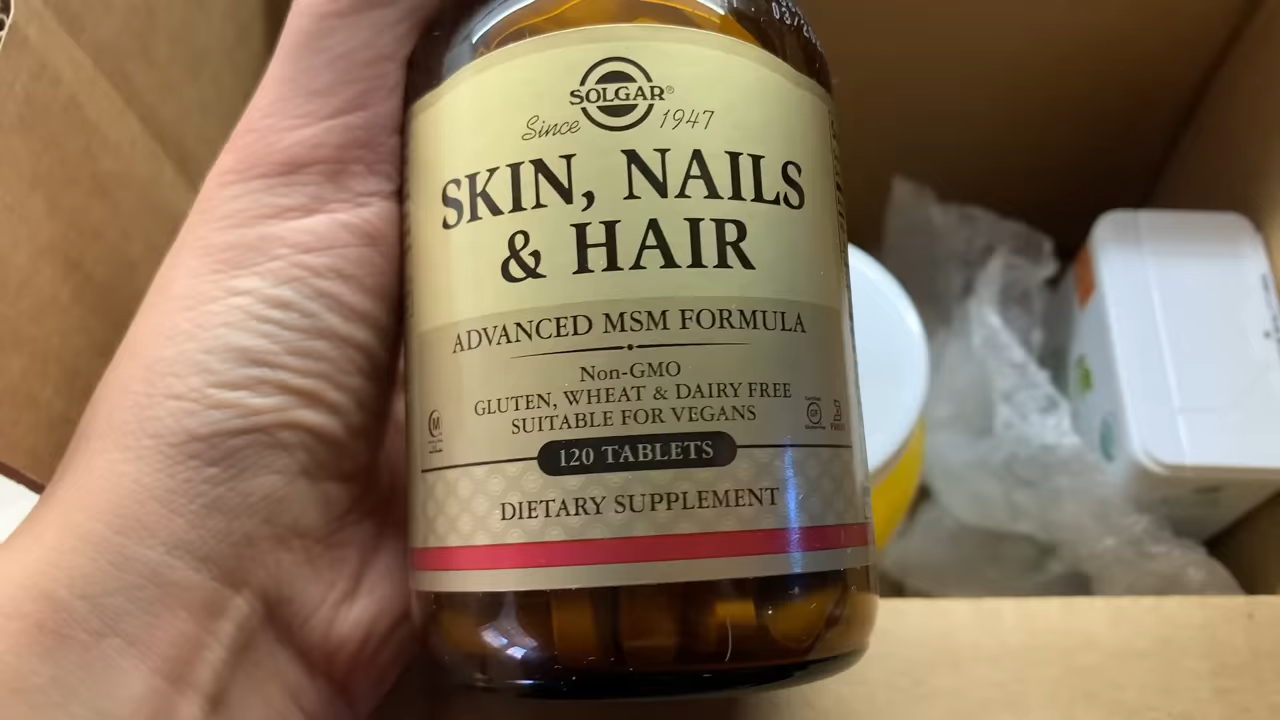 SOLGAR®
Since 1947
SKIN, NAILS
& HAIR
ADVANCED MSM FORMULA
Non-GMO
GLUTEN, WHEAT & DAIRY FREE
SUITABLE FOR VEGANS
M
GF
120 TABLETS
DIETARY SUPPLEMENT